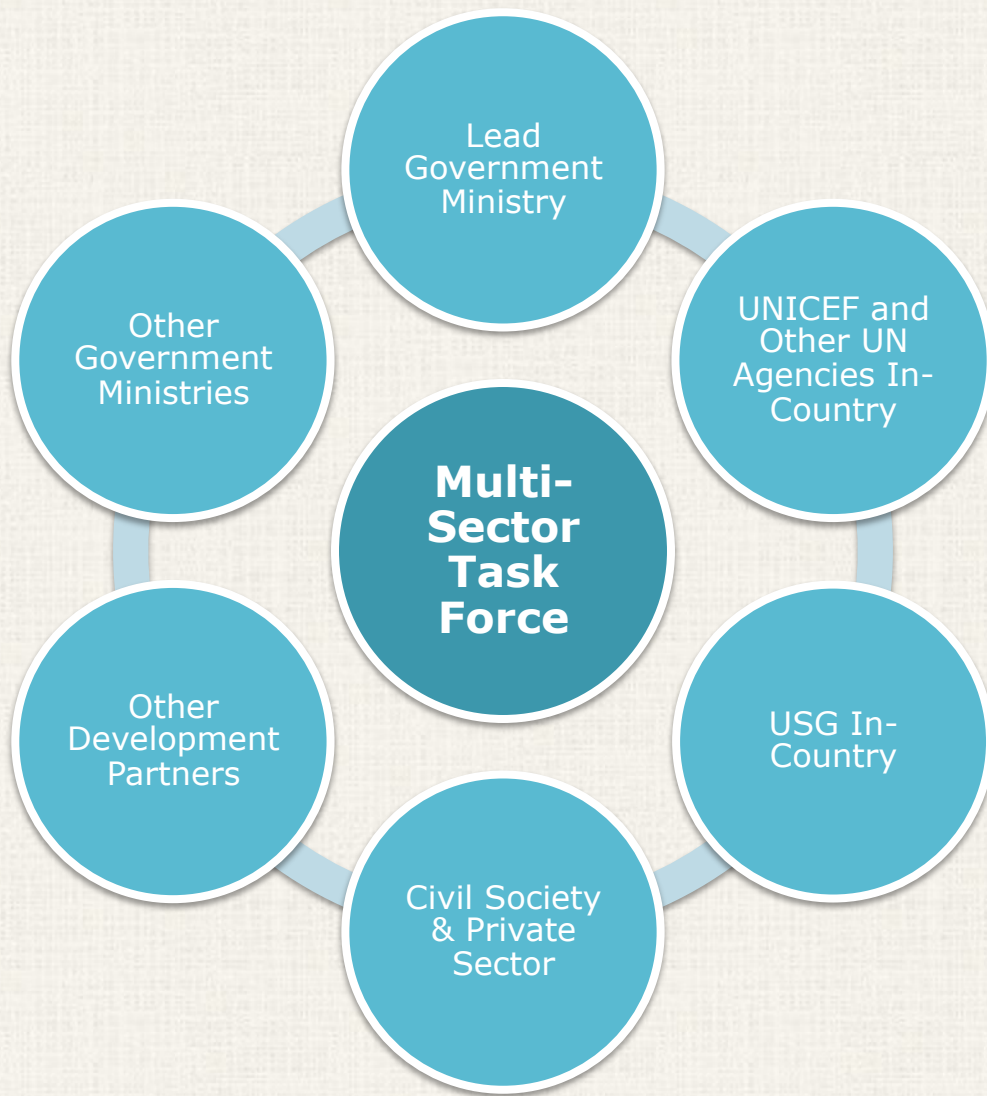 Lead
Government
Ministry
UNICEF and
Other UN
Agencies In-
Country
USG In-
Country
Civil Society
& Private
Sector
Other
Development
Partners
Other
Government
Ministries
Multi-
Sector
Task
Force